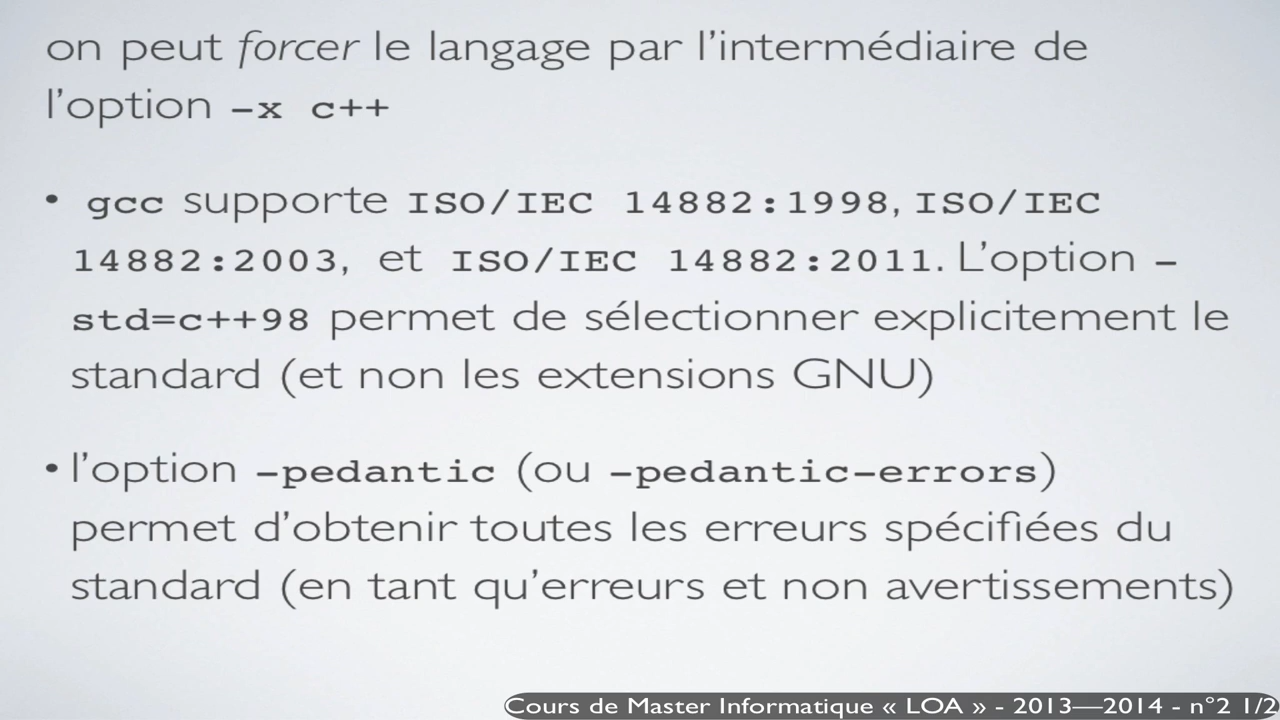 on peut forcer le langage par l’intermédiaire de
l’option -x c++
• gcc supporte ISO/IEC 14882:1998, ISO/IEC
14882:2003, et ISO/IEC 14882:2011. L’option -
std=c++98 permet de sélectionner explicitement le
standard (et non les extensions GNU)
• l’option -pedantic (ou -pedantic-errors)
permet d’obtenir toutes les erreurs spécifiées du
standard (en tant qu’erreurs et non avertissements)
Cours de Master Informatique « LOA » - 2013—2014 - n°2 1/2